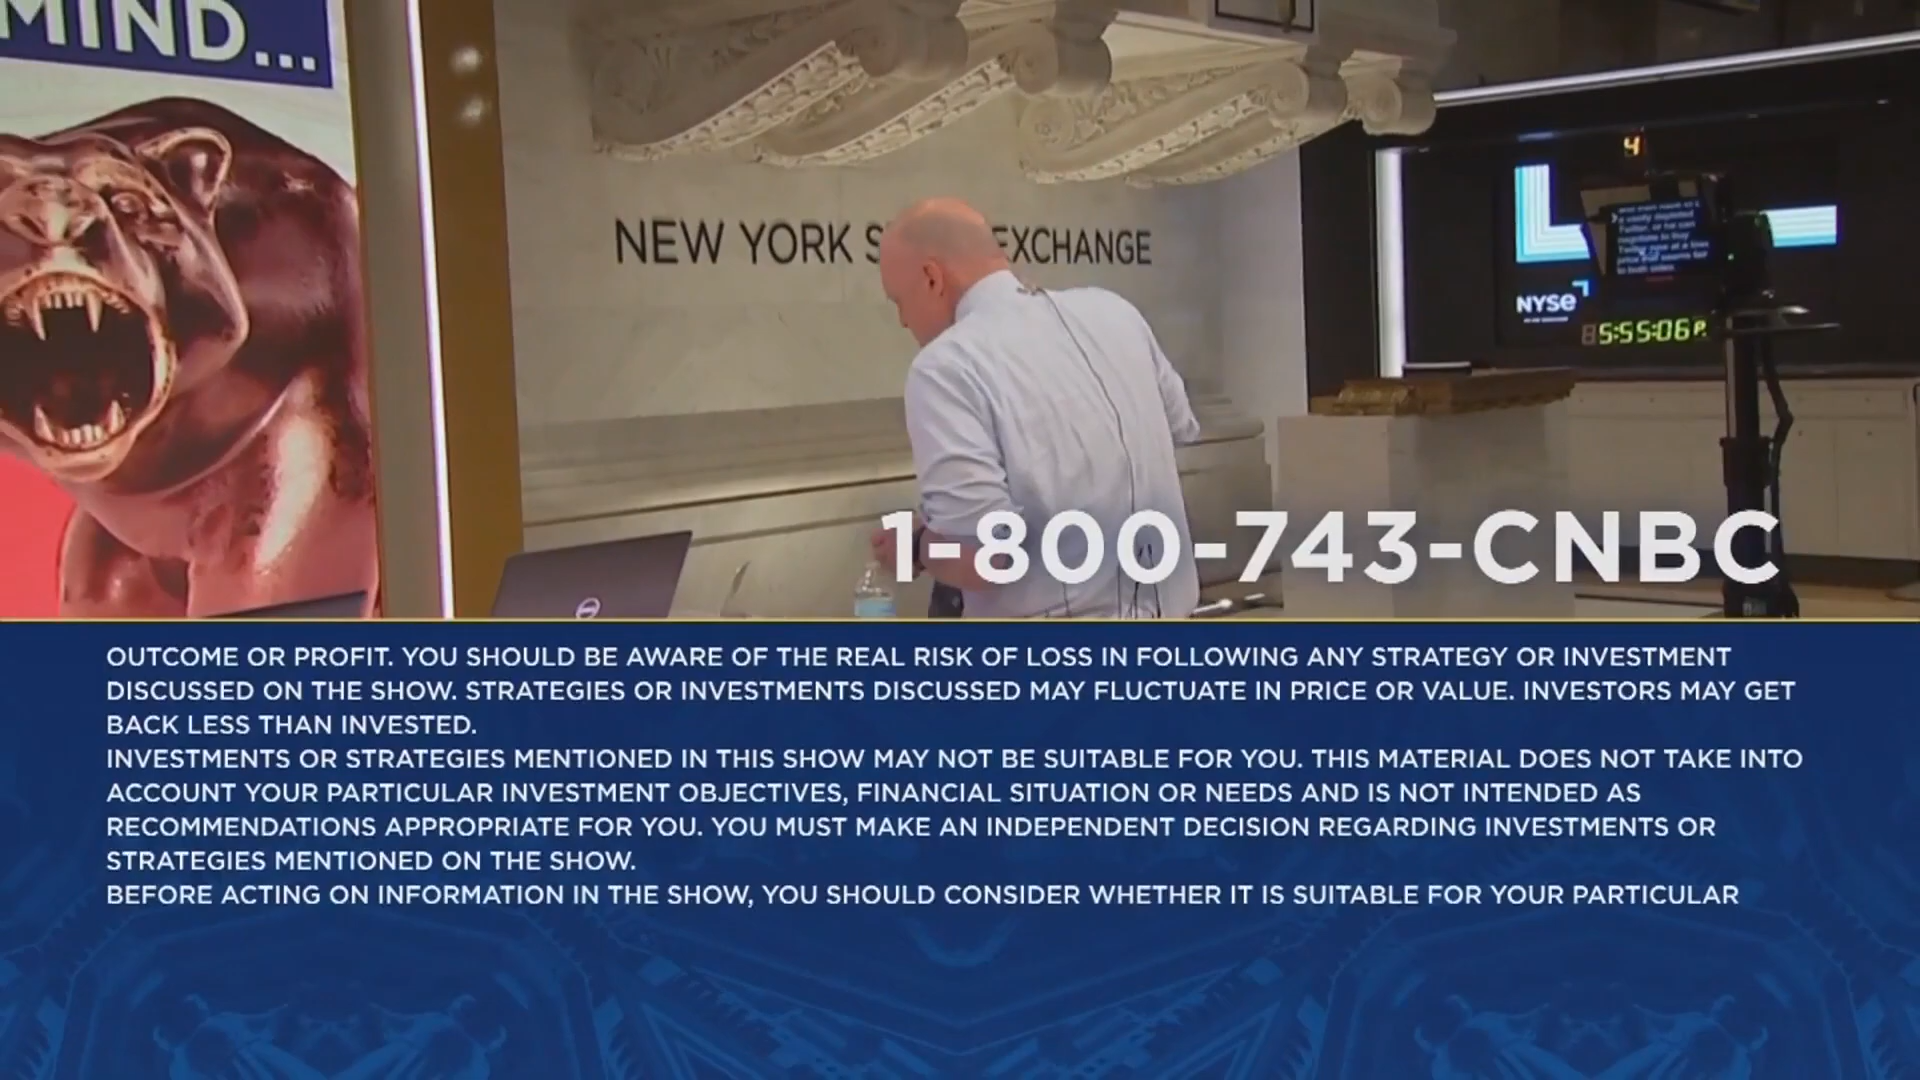 MIND...
4
NEW YORK S EXCHANGE
NYSE
5:55:06 P.
1-800-743-CNBC
OUTCOME OR PROFIT. YOU SHOULD BE AWARE OF THE REAL RISK OF LOSS IN FOLLOWING ANY STRATEGY OR INVESTMENT
DISCUSSED ON THE SHOW. STRATEGIES OR INVESTMENTS DISCUSSED MAY FLUCTUATE IN PRICE OR VALUE. INVESTORS MAY GET
BACK LESS THAN INVESTED.
INVESTMENTS OR STRATEGIES MENTIONED IN THIS SHOW MAY NOT BE SUITABLE FOR YOU. THIS MATERIAL DOES NOT TAKE INTO
ACCOUNT YOUR PARTICULAR INVESTMENT OBJECTIVES, FINANCIAL SITUATION OR NEEDS AND IS NOT INTENDED AS
RECOMMENDATIONS APPROPRIATE FOR YOU. YOU MUST MAKE AN INDEPENDENT DECISION REGARDING INVESTMENTS OR
STRATEGIES MENTIONED ON THE SHOW.
BEFORE ACTING ON INFORMATION IN THE SHOW, YOU SHOULD CONSIDER WHETHER IT IS SUITABLE FOR YOUR PARTICULAR